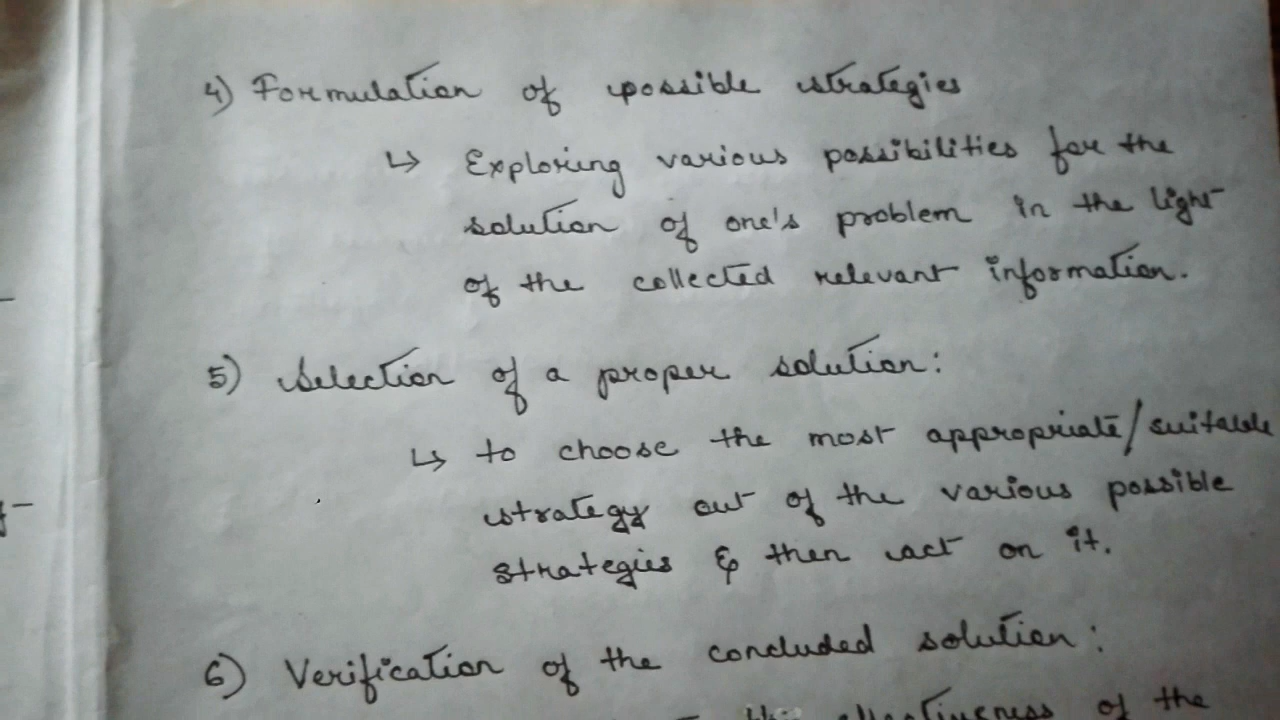 4) Formulation of possible strategies
↳ Exploring various possibilities for the
solution of one's problem in the light
of the collected relevant information.
5) Selection of a proper solution:
↳ to choose the most appropriate/suitable
strategy out of the various possible
strategies & then act on it.
6) Verification of the concluded solution:
of the